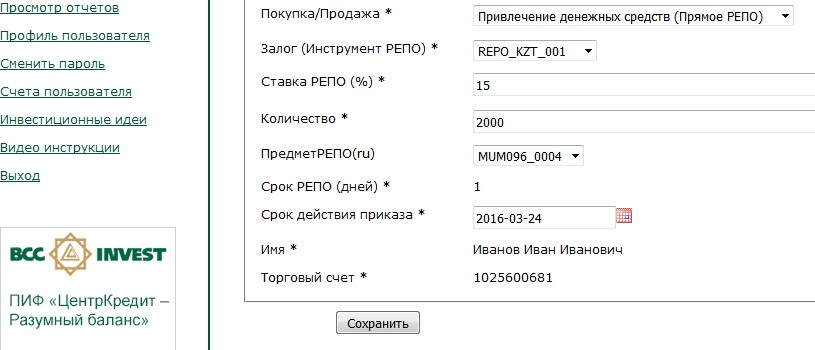 Просмотр отчетов
Профиль пользователя
Сменить пароль
Счета пользователя
Инвестиционные идеи
Видео инструкции
Выход
BCC INVEST
ПИФ «ЦентрКредит –
Разумный баланс»
Покупка/Продажа * Привлечение денежных средств (Прямое РЕПО)
Залог (Инструмент РЕПО) * REPO_KZT_001
Ставка РЕПО (%) * 15
Количество * 2000
ПредметРЕПО(ru) MUM096_0004
Срок РЕПО (дней) * 1
Срок действия приказа * 2016-03-24
Имя * Иванов Иван Иванович
Торговый счет * 1025600681
Сохранить